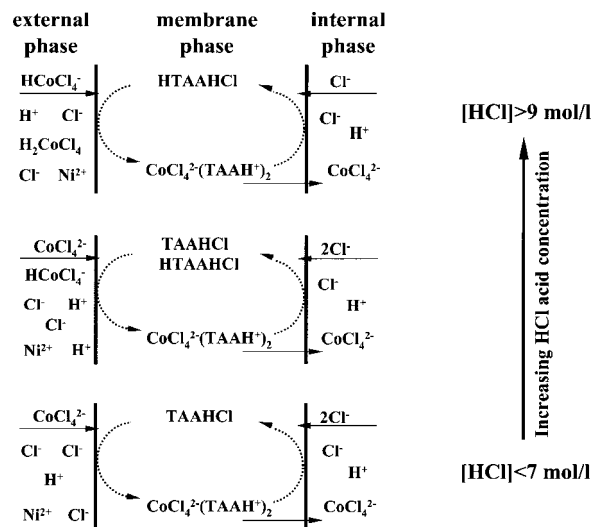 external phase
membrane phase
internal phase
HCoCl₄⁻
HTAAHCl
Cl⁻
H⁺ Cl⁻
Cl⁻
H⁺
H₂CoCl₄
Cl⁻ Ni²⁺
CoCl₄²⁻(TAAH⁺)₂
CoCl₄²⁻
CoCl₄²⁻
TAAHCl
HTAAHCl
2Cl⁻
HCoCl₄⁻
Cl⁻ H⁺
Cl⁻
Cl⁻
H⁺
Ni²⁺ H⁺
CoCl₄²⁻(TAAH⁺)₂
CoCl₄²⁻
CoCl₄²⁻
TAAHCl
2Cl⁻
Cl⁻ Cl⁻
H⁺
Cl⁻
H⁺
Ni²⁺ Cl⁻
CoCl₄²⁻(TAAH⁺)₂
CoCl₄²⁻
[HCl]>9 mol/l
Increasing HCl acid concentration
[HCl]<7 mol/l